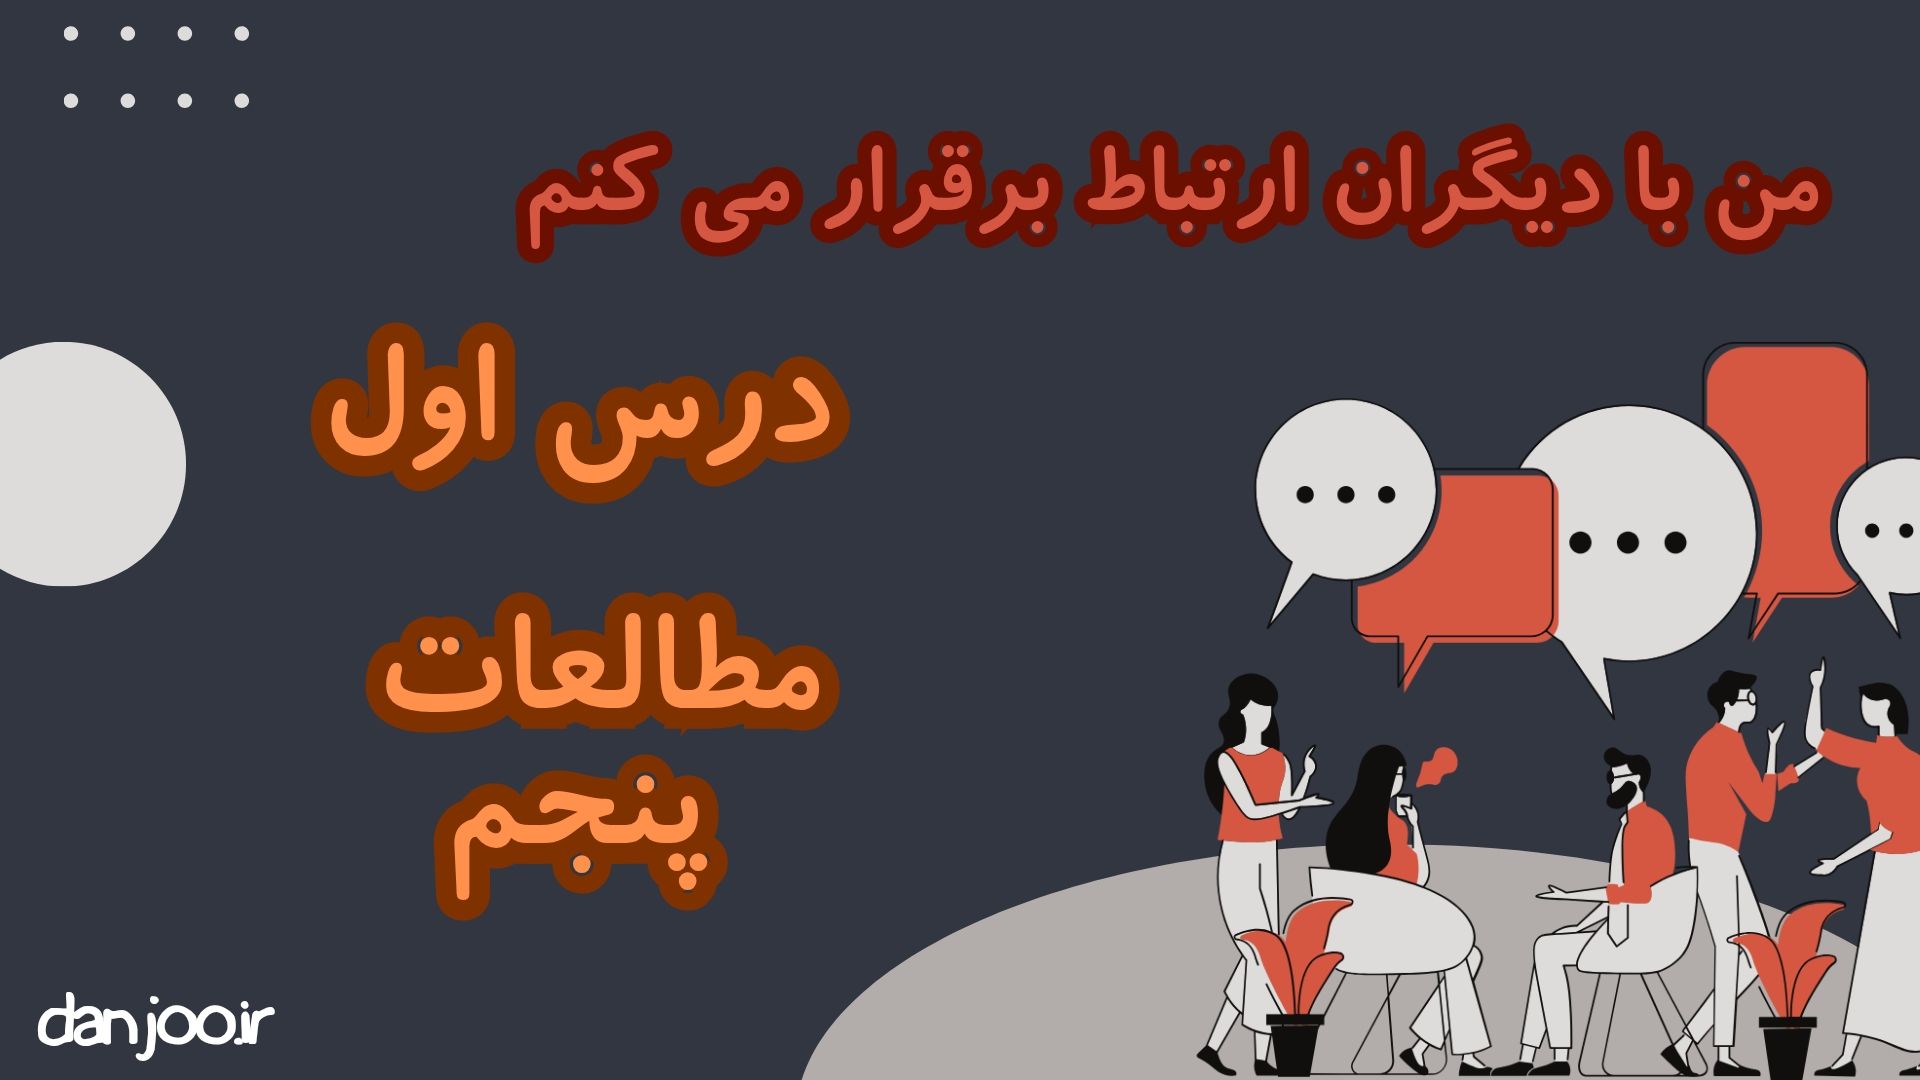 من با دیگران ارتباط برقرار می کنم
درس اول
مطالعات
پنجم
danjoo.ir